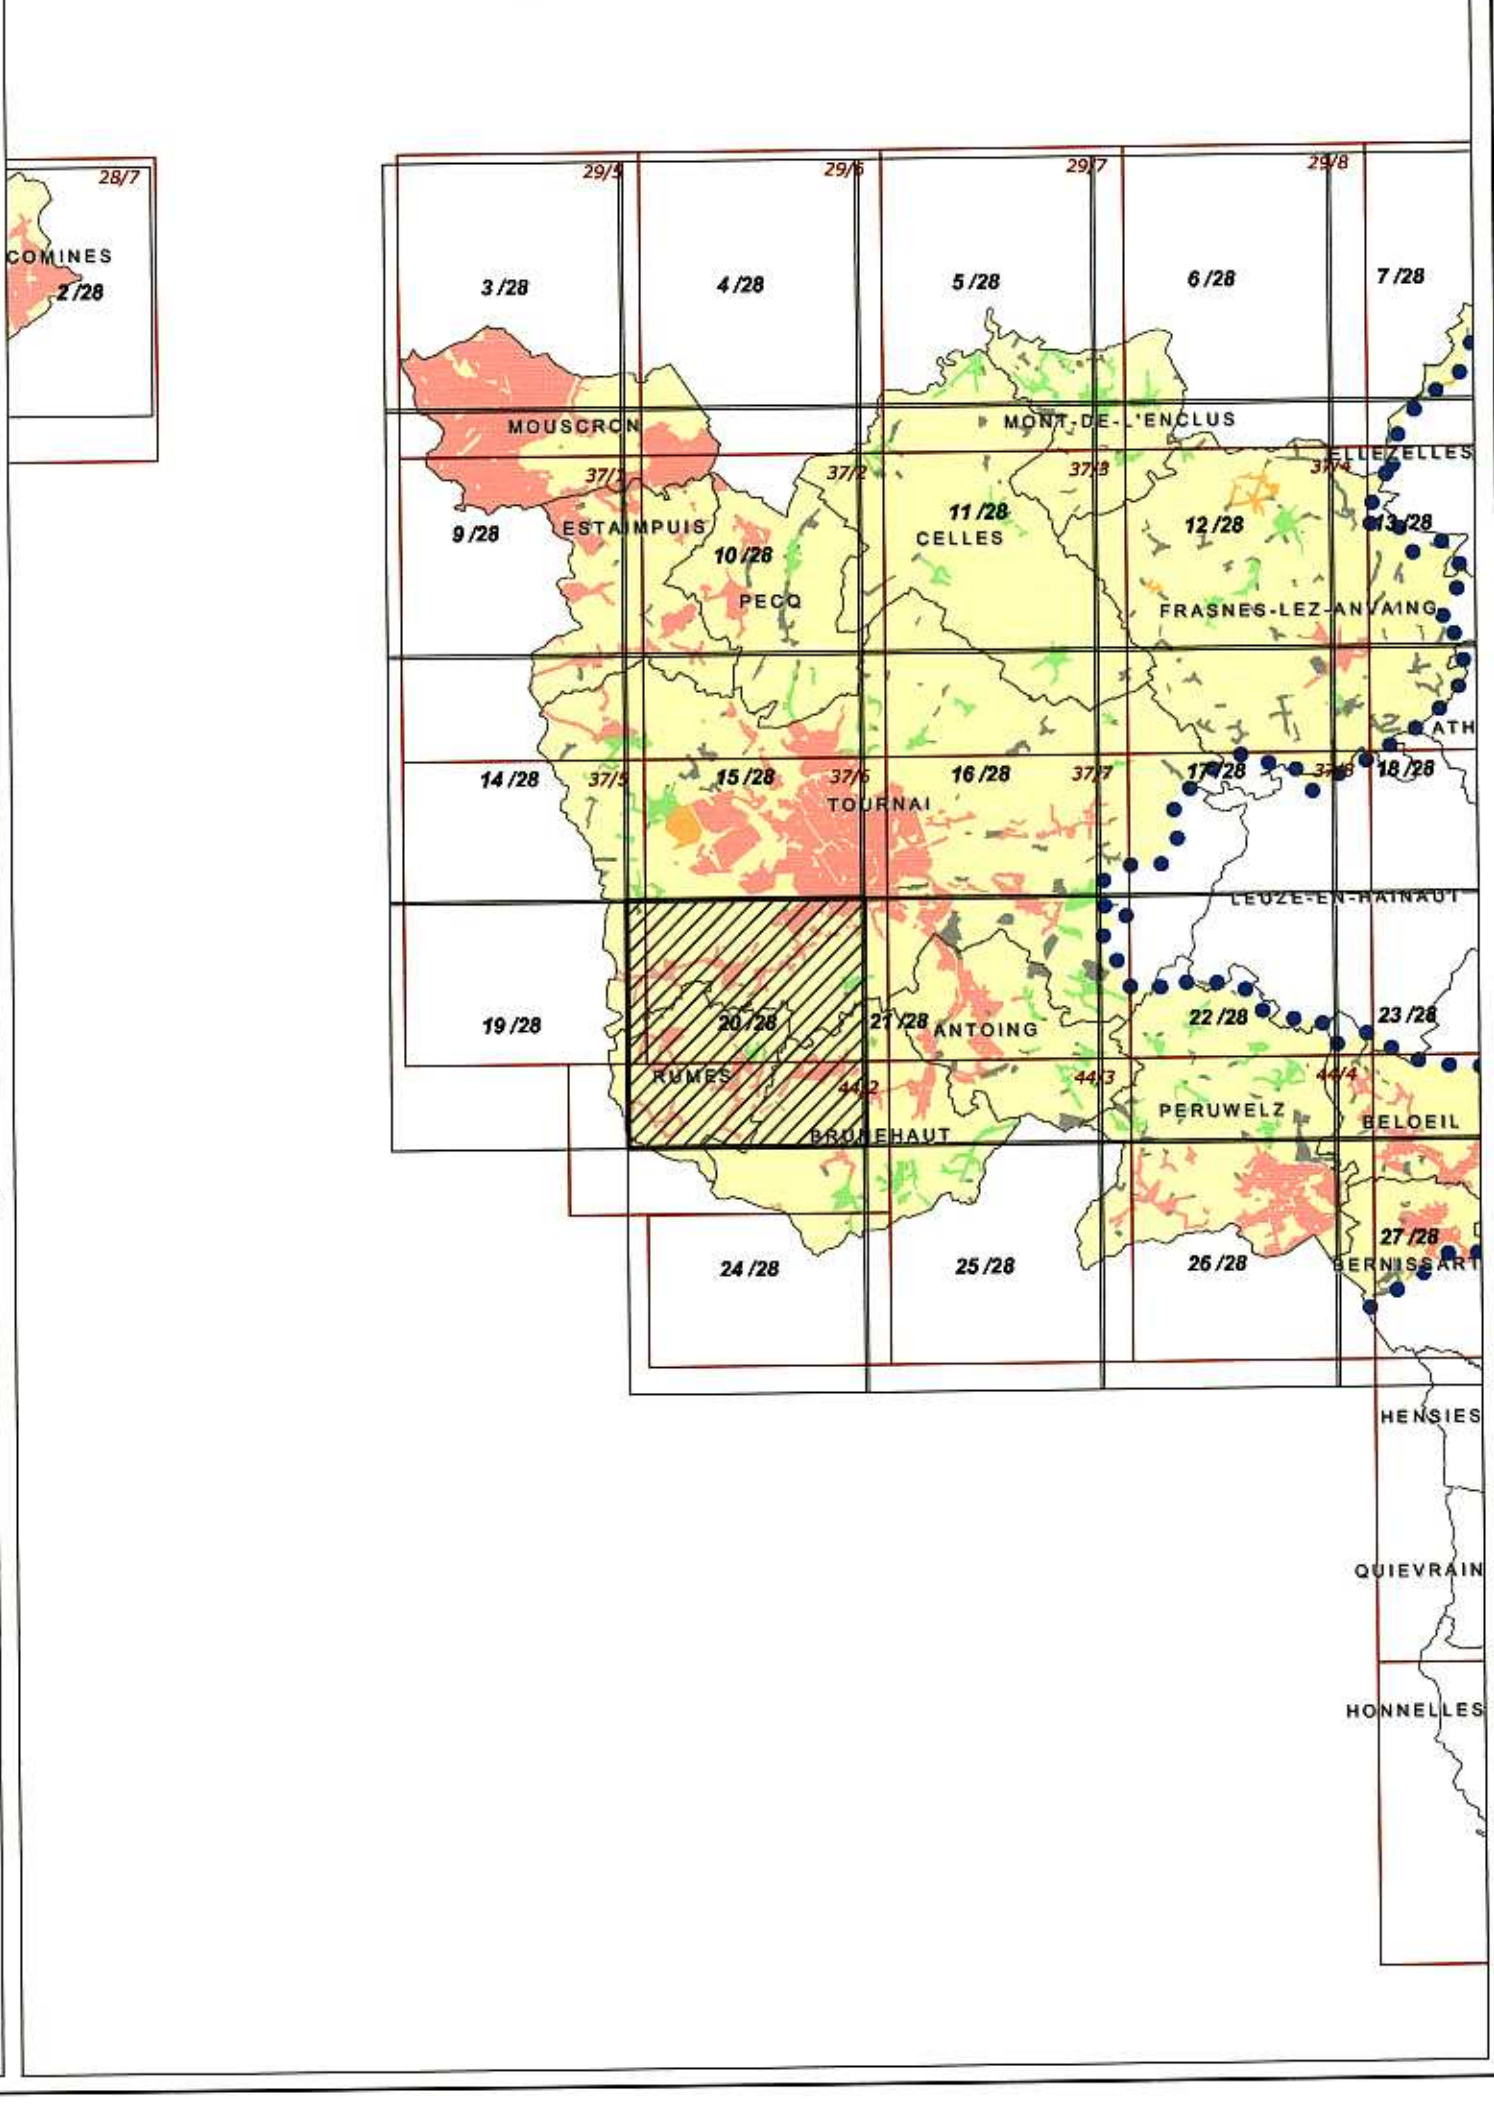 28/7
29/5
29/6
29/7
29/8
COMINES
2 /28
3 /28
4 /28
5 /28
6 /28
7 /28
MOUSCRON
MONT-DE-L'ENCLUS
ELLEZELLES
37/1
37/2
37/3
37/4
9 /28
ESTAIMPUIS
10 /28
11 /28
CELLES
12 /28
13 /28
PECQ
FRASNES-LEZ-ANVAING
ATH
14 /28
37/5
15 /28
37/6
16 /28
37/7
17 /28
37/8
18 /28
TOURNAI
LEUZE-EN-HAINAUT
19 /28
20 /28
21 /28
ANTOING
22 /28
23 /28
RUMES
44/2
44/3
44/4
BRUNEHAUT
PERUWELZ
BELOEIL
24 /28
25 /28
26 /28
27 /28
BERNISSART
HENSIES
QUIEVRAIN
HONNELLES